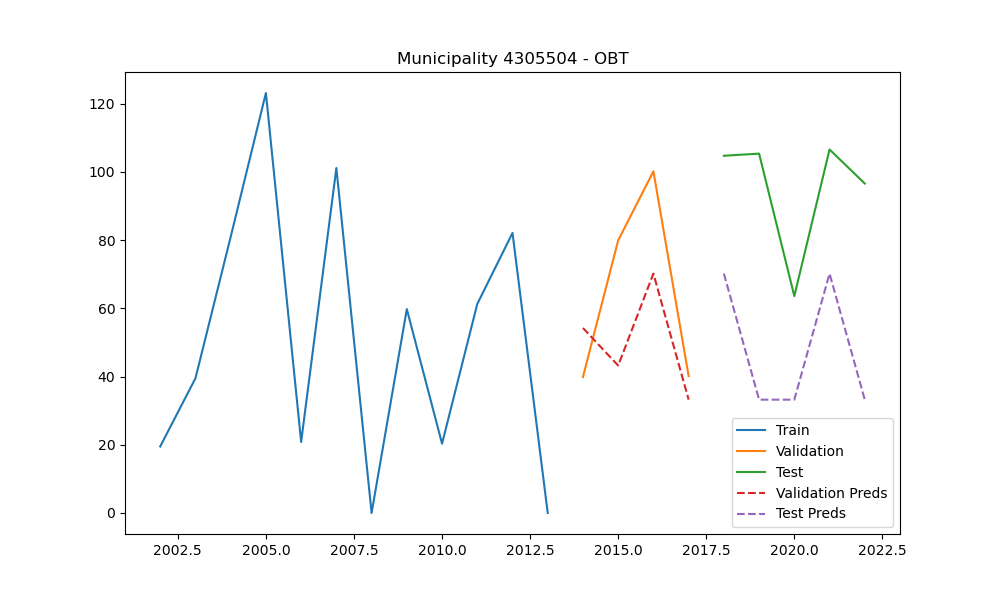 Municipality 4305504 - OBT
120
100
80
60
40
20
0
2002.5 2005.0 2007.5 2010.0 2012.5 2015.0 2017.5 2020.0 2022.5
Train
Validation
Test
Validation Preds
Test Preds